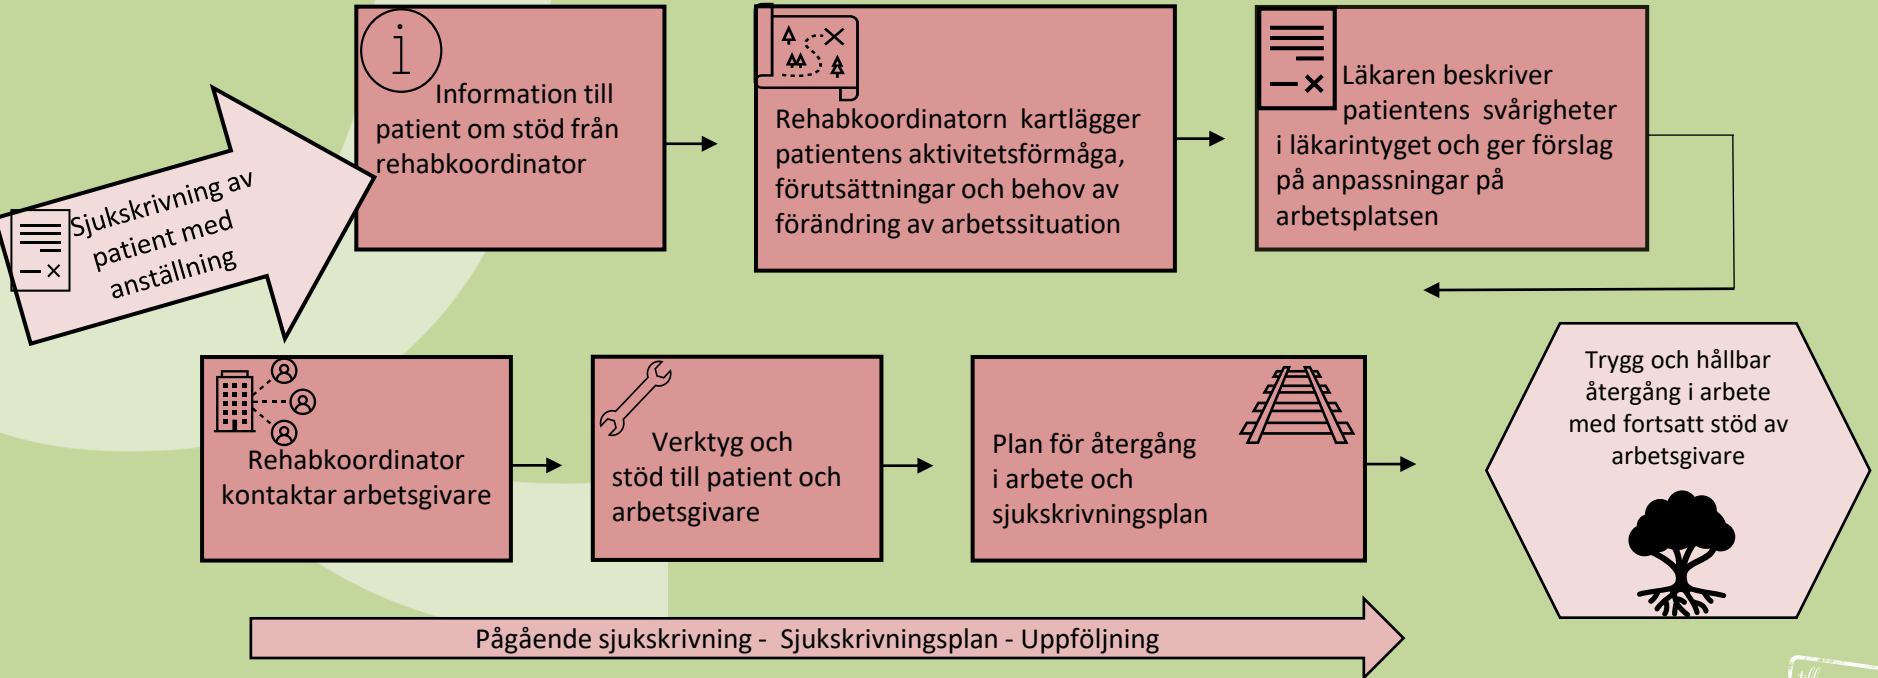 Sjukskrivning av
patient med
anställning
i
Information till
patient om stöd från
rehabkoordinator
Rehabkoordinatorn kartlägger
patientens aktivitetsförmåga,
förutsättningar och behov av
förändring av arbetssituation
Läkaren beskriver
patientens svårigheter
i läkarintyget och ger förslag
på anpassningar på
arbetsplatsen
Rehabkoordinator
kontaktar arbetsgivare
Verktyg och
stöd till patient och
arbetsgivare
Plan för återgång
i arbete och
sjukskrivningsplan
Trygg och hållbar
återgång i arbete
med fortsatt stöd av
arbetsgivare
Pågående sjukskrivning - Sjukskrivningsplan - Uppföljning